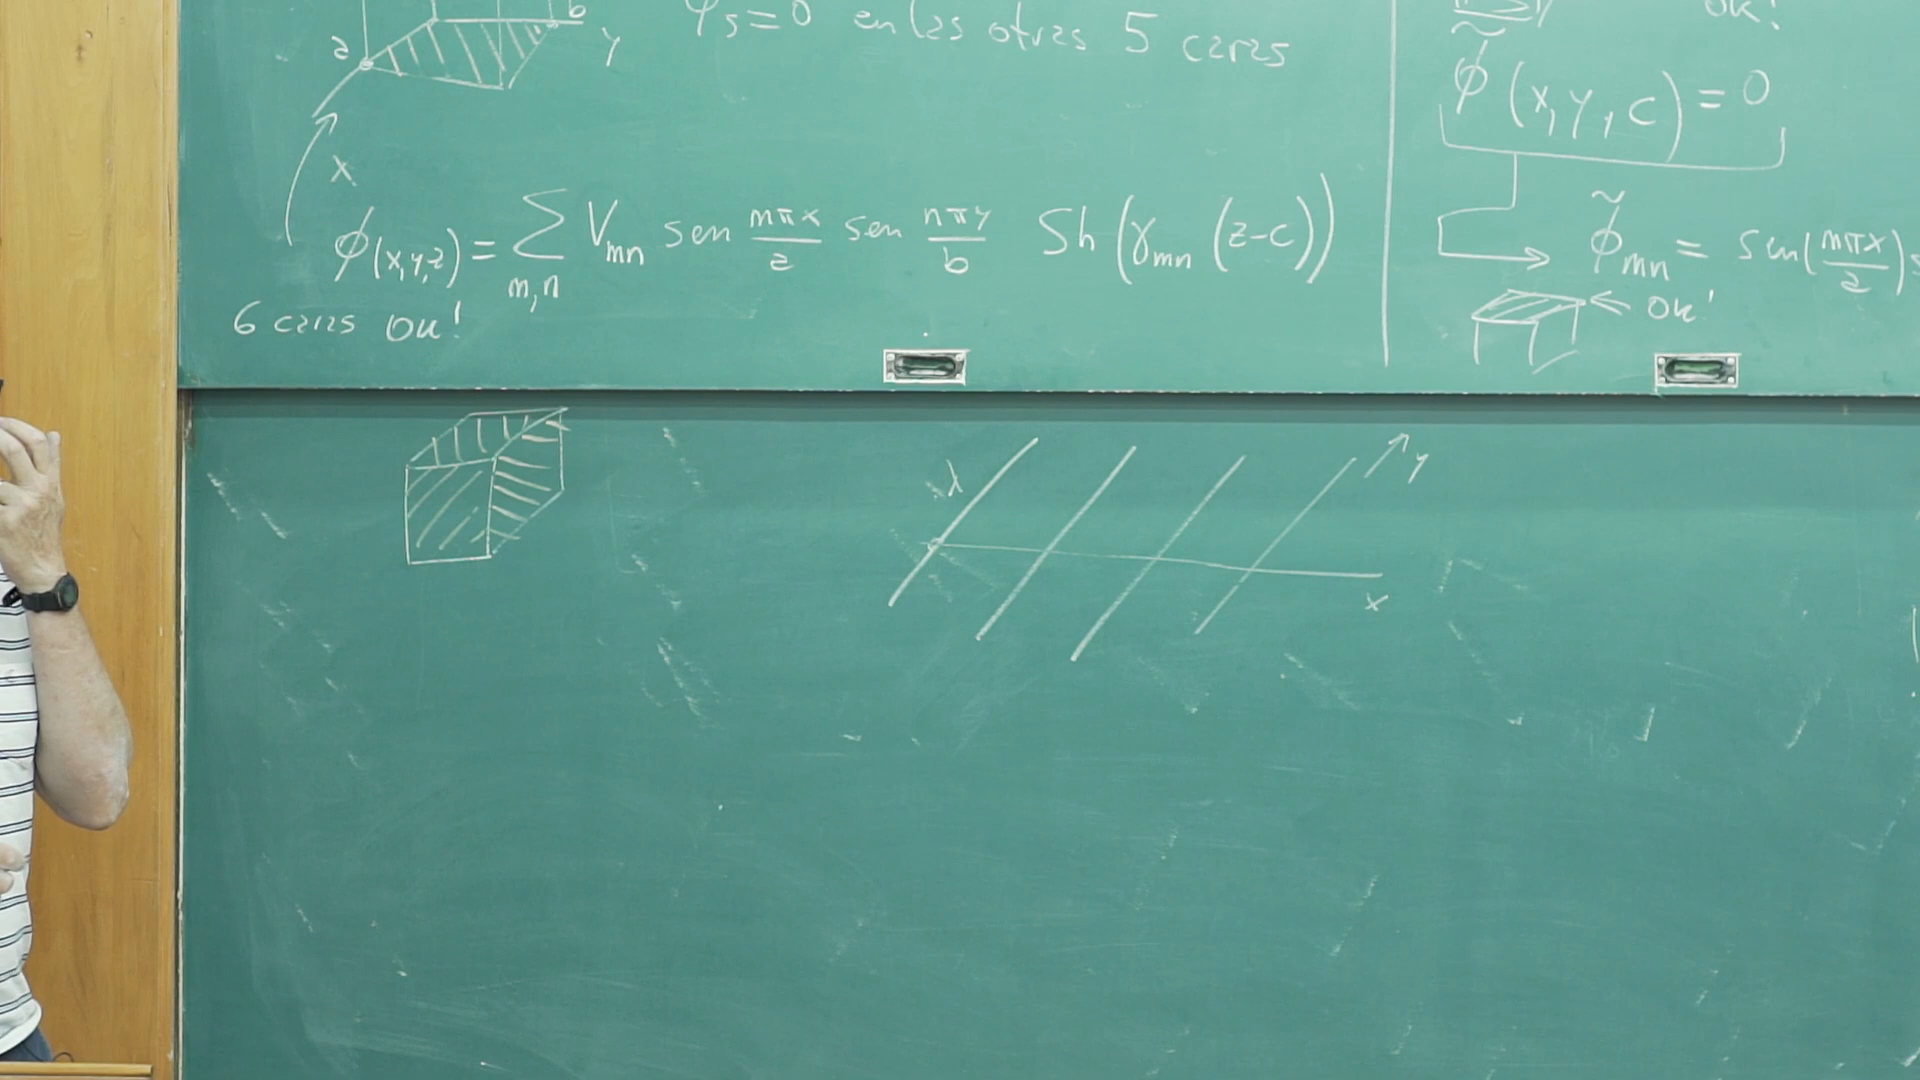 a b y
φs = 0 en las otras 5 caras
x
φ(x,y,z) = Σ Vmn sen mπx/a sen nπy/b Sh(γmn (z-c))
m,n
6 caras OK!
OK!
φ̃(x,y,c) = 0
φ̃mn = sen(mπx/a)
OK!
λ
y
x